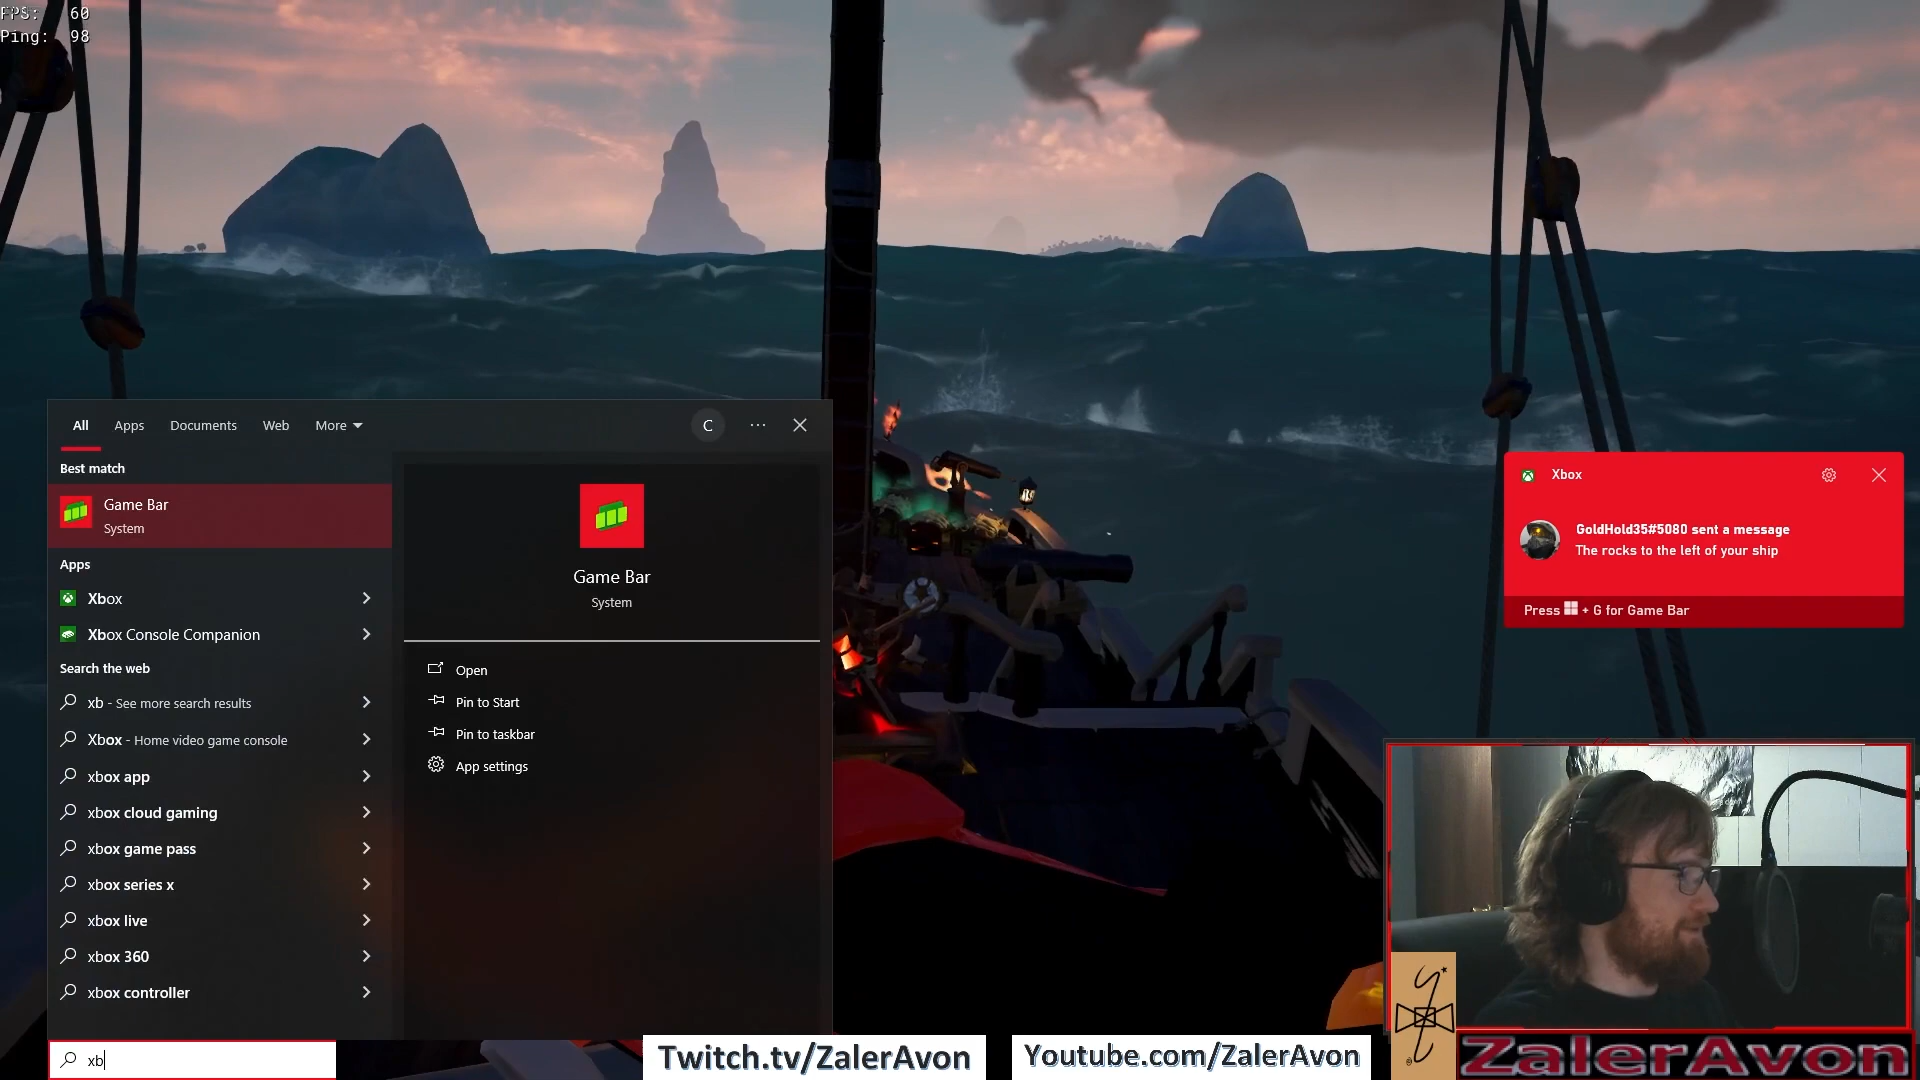 FPS: 60
Ping: 98
All Apps Documents Web More
C
Best match
Game Bar
System
Apps
Xbox
Xbox Console Companion
Search the web
xb - See more search results
Xbox - Home video game console
xbox app
xbox cloud gaming
xbox game pass
xbox series x
xbox live
xbox 360
xbox controller
xb
Game Bar
System
Open
Pin to Start
Pin to taskbar
App settings
Xbox
GoldHold35#5080 sent a message
The rocks to the left of your ship
Press + G for Game Bar
Twitch.tv/ZalerAvon
Youtube.com/ZalerAvon
ZalerAvon